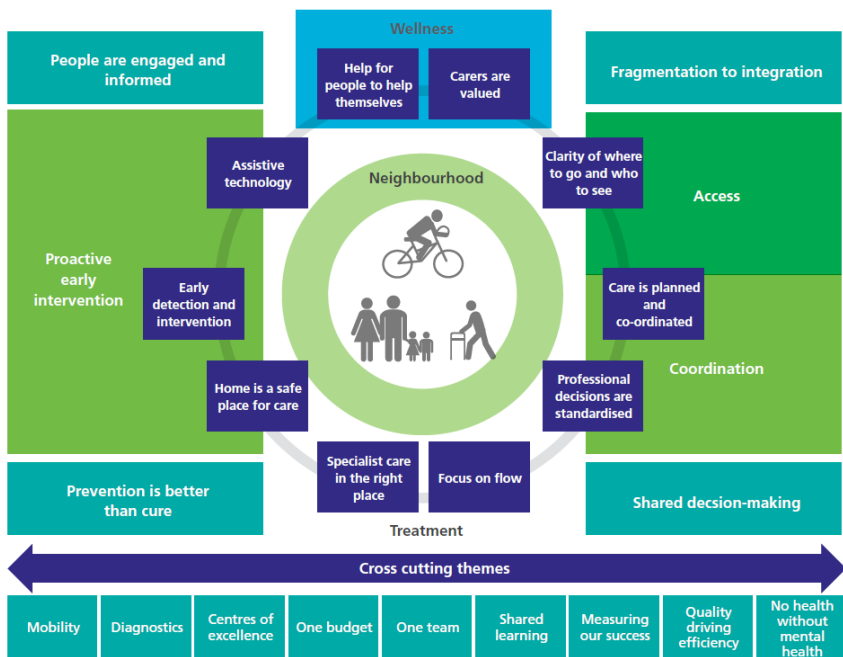 Wellness
People are engaged and
informed
Help for
people to help
themselves
Carers are
valued
Fragmentation to integration
Assistive
technology
Neighbourhood
Clarity of where
to go and who
to see
Access
Proactive
early
intervention
Early
detection and
intervention
Care is planned
and
co-ordinated
Home is a safe
place for care
Professional
decisions are
standardised
Coordination
Specialist care
in the right
place
Focus on flow
Prevention is better
than cure
Treatment
Shared decsion-making
Cross cutting themes
Mobility
Diagnostics
Centres of
excellence
One budget
One team
Shared
learning
Measuring
our success
Quality
driving
efficiency
No health
without
mental
health